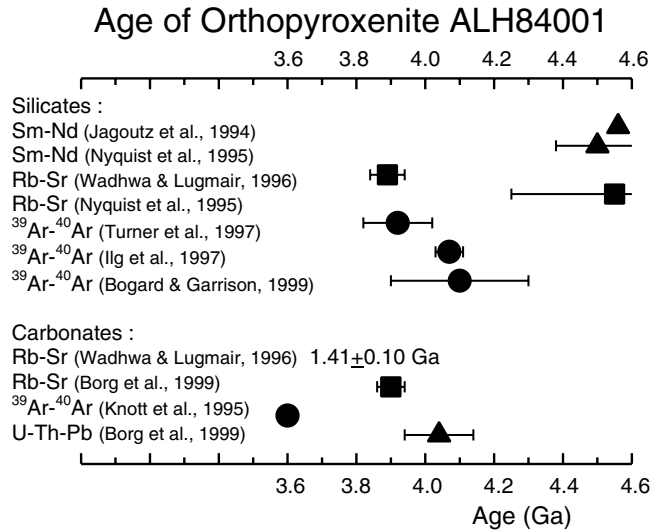 Age of Orthopyroxenite ALH84001
3.6 3.8 4.0 4.2 4.4 4.6
Silicates :
Sm-Nd (Jagoutz et al., 1994)
Sm-Nd (Nyquist et al., 1995)
Rb-Sr (Wadhwa & Lugmair, 1996)
Rb-Sr (Nyquist et al., 1995)
³⁹Ar-⁴⁰Ar (Turner et al., 1997)
³⁹Ar-⁴⁰Ar (Ilg et al., 1997)
³⁹Ar-⁴⁰Ar (Bogard & Garrison, 1999)
Carbonates :
Rb-Sr (Wadhwa & Lugmair, 1996) 1.41±0.10 Ga
Rb-Sr (Borg et al., 1999)
³⁹Ar-⁴⁰Ar (Knott et al., 1995)
U-Th-Pb (Borg et al., 1999)
3.6 3.8 4.0 4.2 4.4 4.6
Age (Ga)